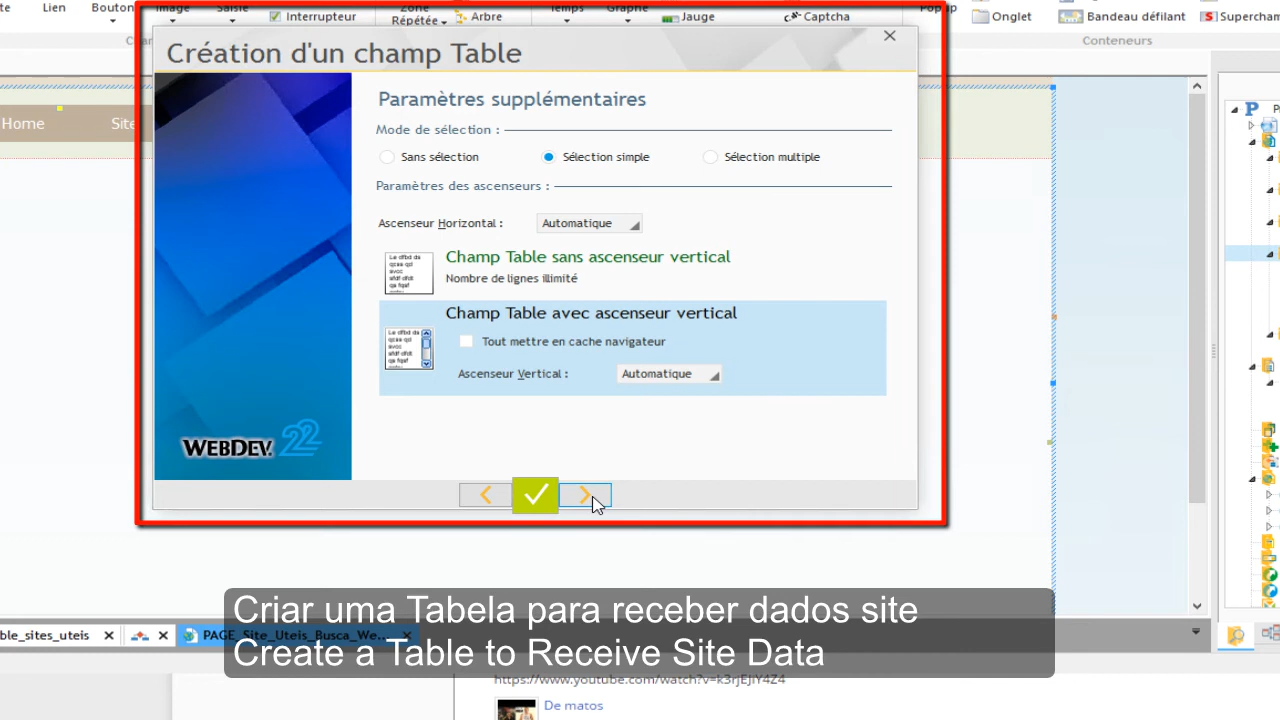 Lien
Bouton
Image
Saisie
Interrupteur
Zone
Répétée
Arbre
Temps
Graphe
Jauge
Captcha
Popup
Onglet
Bandeau défilant
Conteneurs
Création d'un champ Table
Home
Site
Paramètres supplémentaires
Mode de sélection :
Sans sélection
Sélection simple
Sélection multiple
Paramètres des ascenseurs :
Ascenseur Horizontal :
Automatique
Champ Table sans ascenseur vertical
Nombre de lignes illimité
Champ Table avec ascenseur vertical
Tout mettre en cache navigateur
Ascenseur Vertical :
Automatique
WEBDEV 22
Criar uma Tabela para receber dados site
Create a Table to Receive Site Data
ble_sites_uteis
PAGE_Site_Uteis_Busca_We...
https://www.youtube.com/watch?v=k3rjEJiY4Z4
De matos